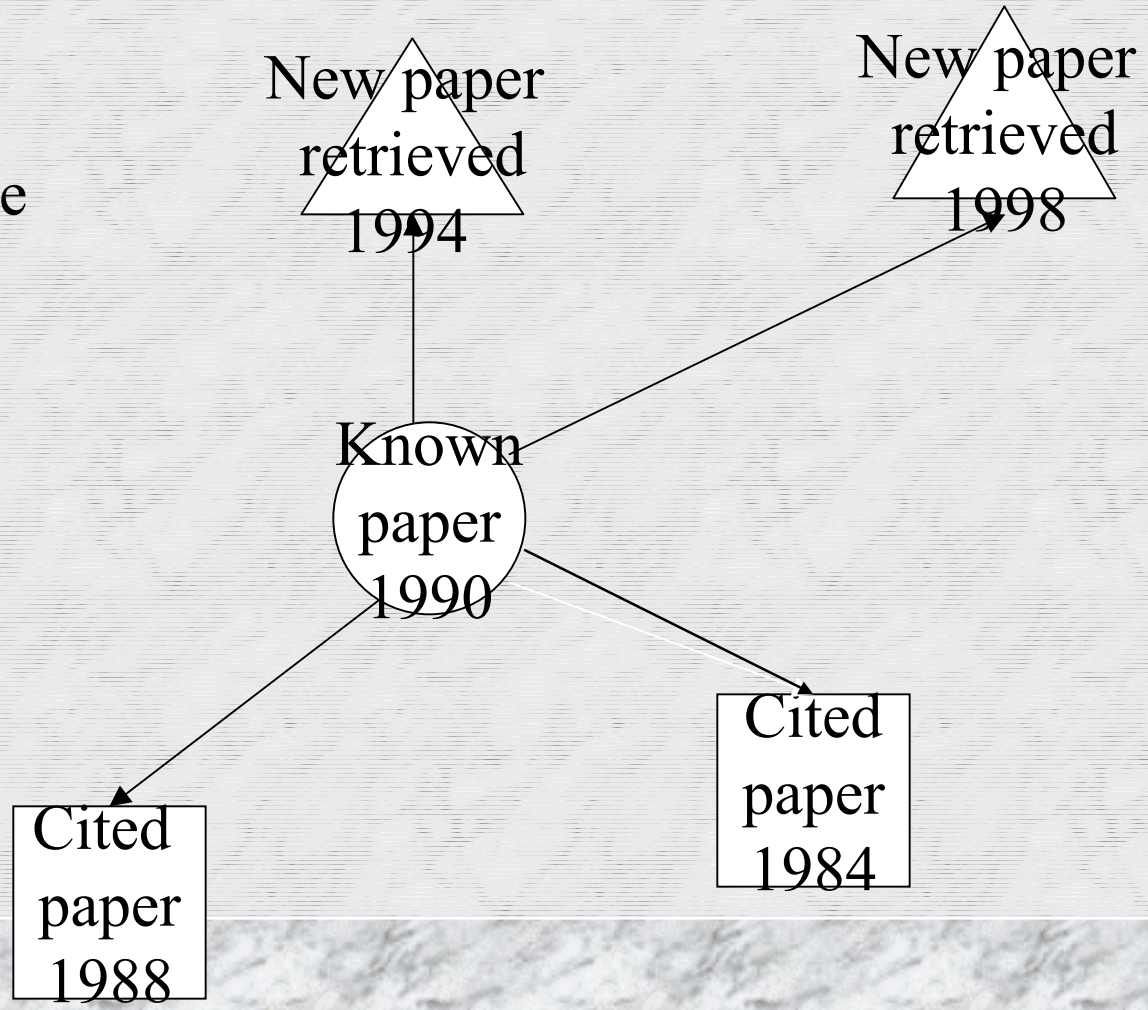 New paper
retrieved
1994
New paper
retrieved
1998
e
Known
paper
1990
Cited
paper
1984
Cited
paper
1988